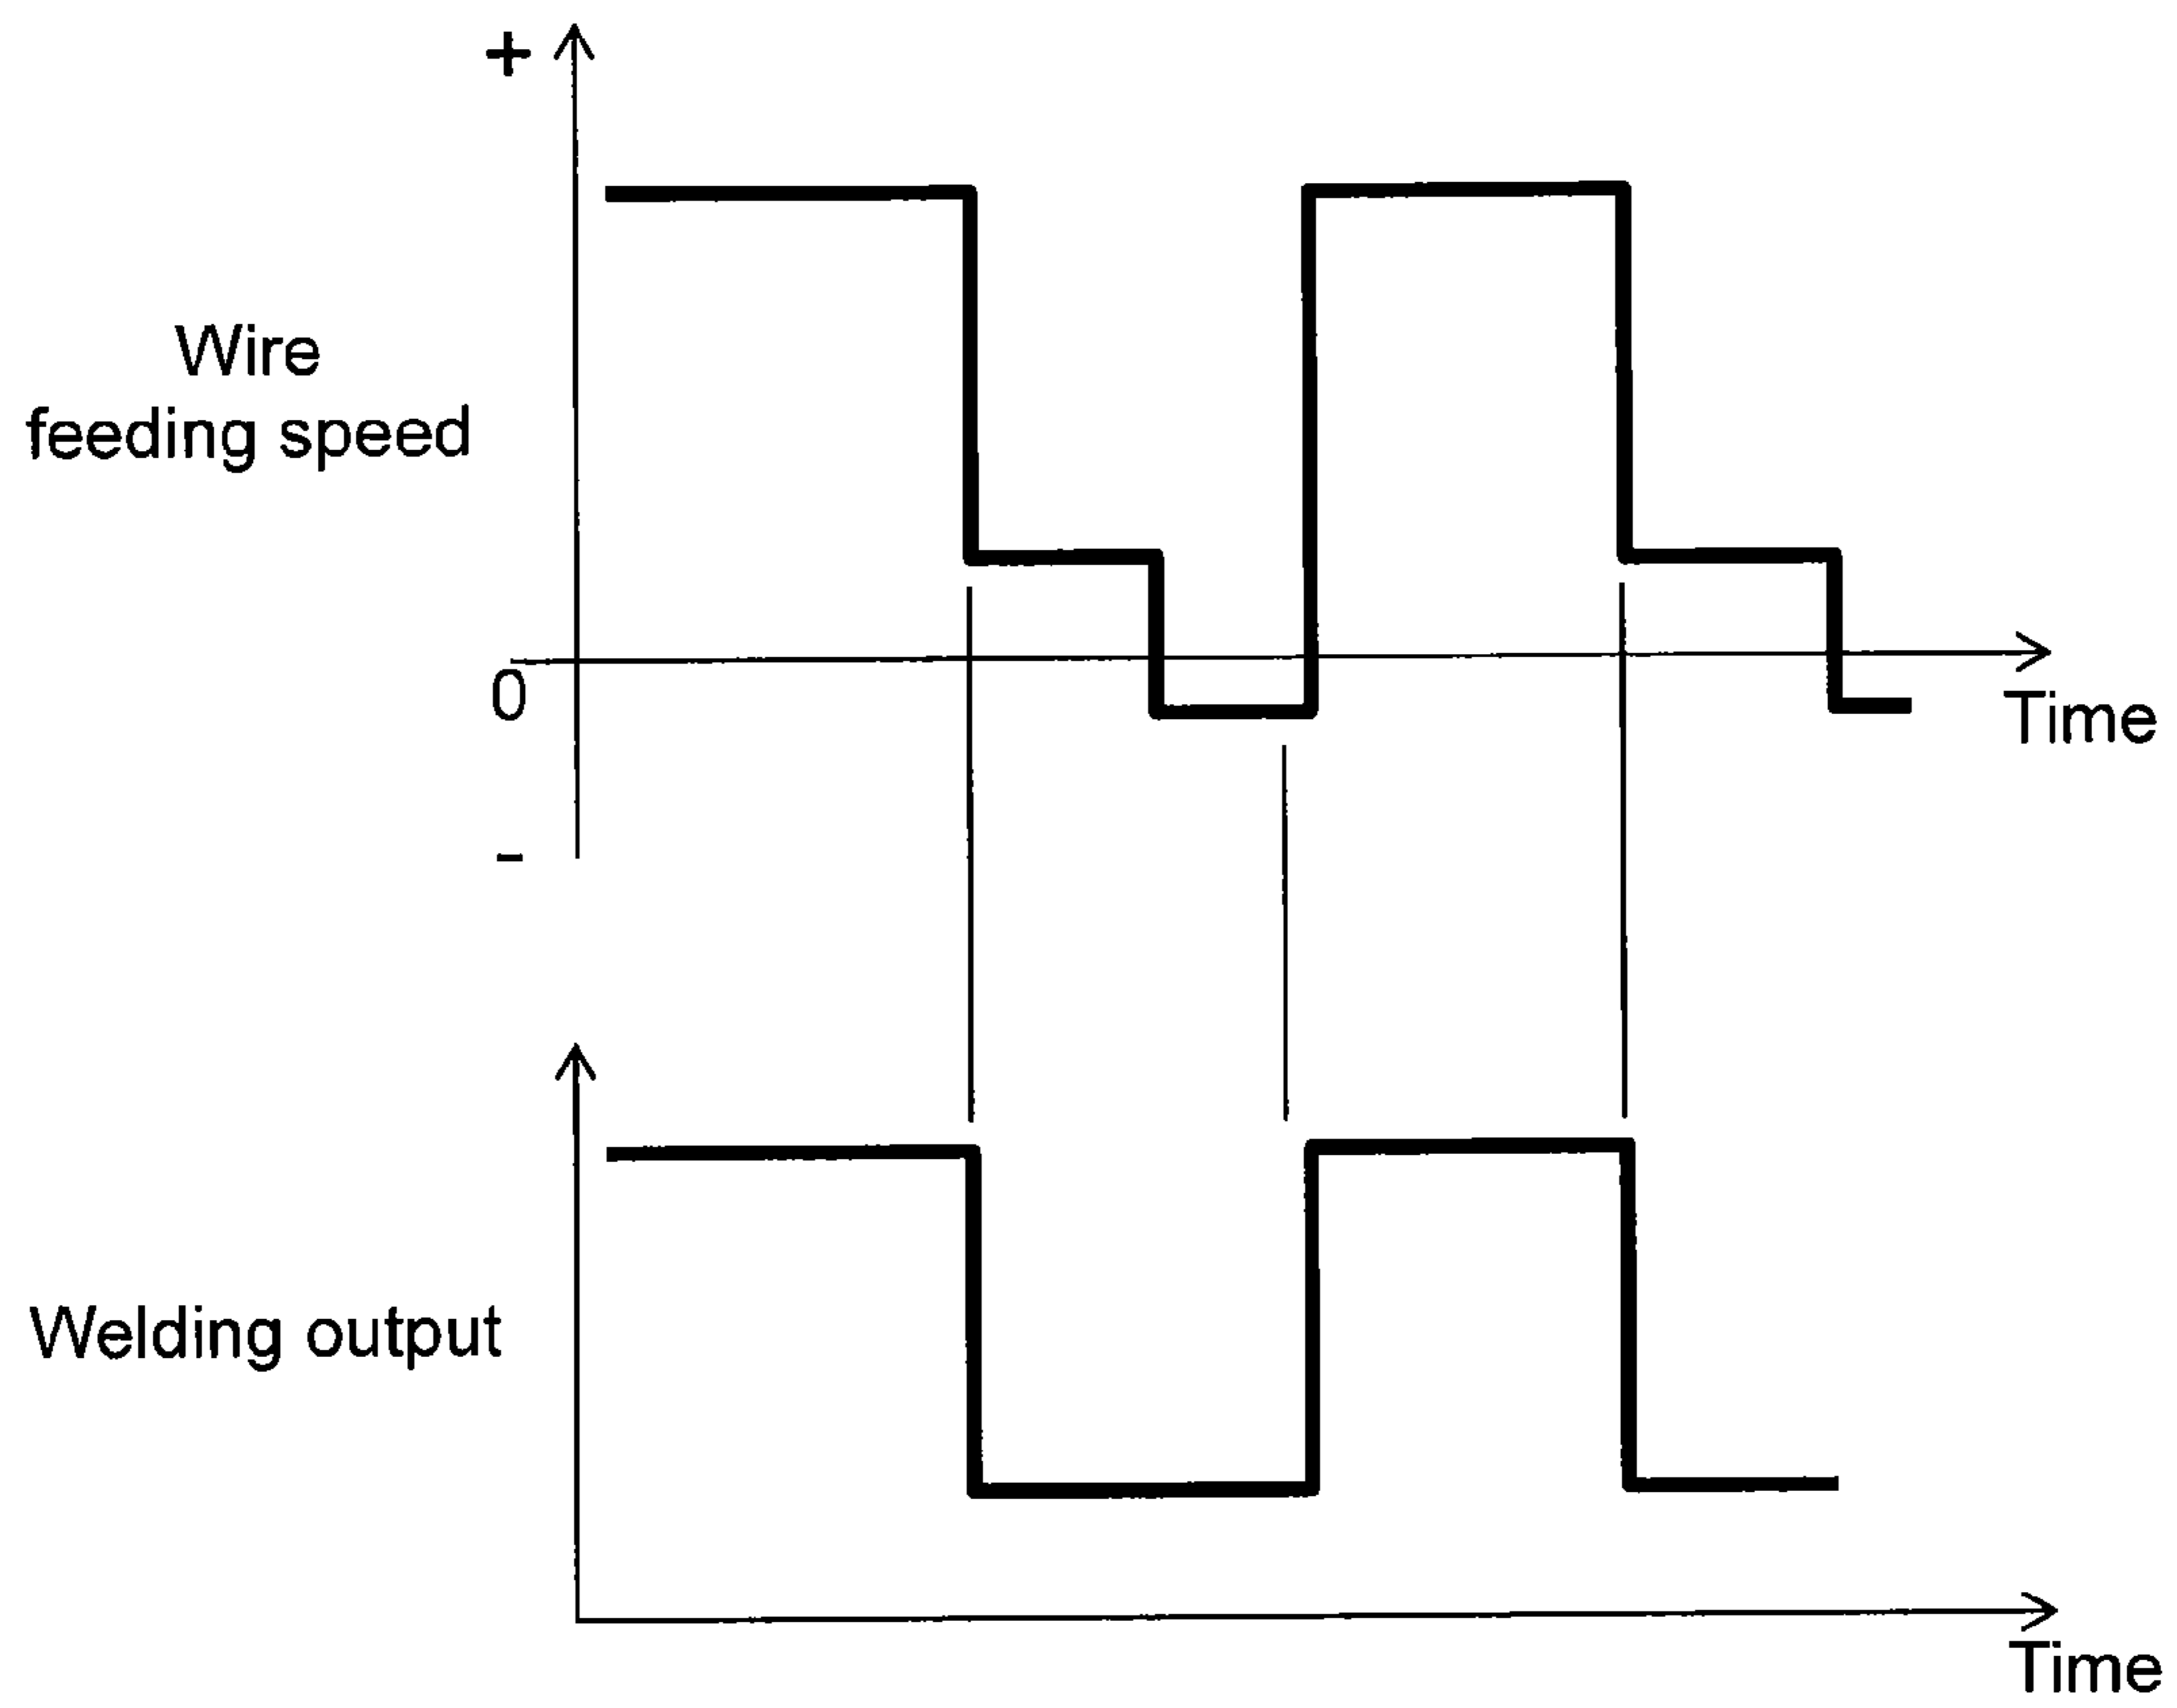 +
Wire
feeding speed
0
Time
-
Welding output
Time